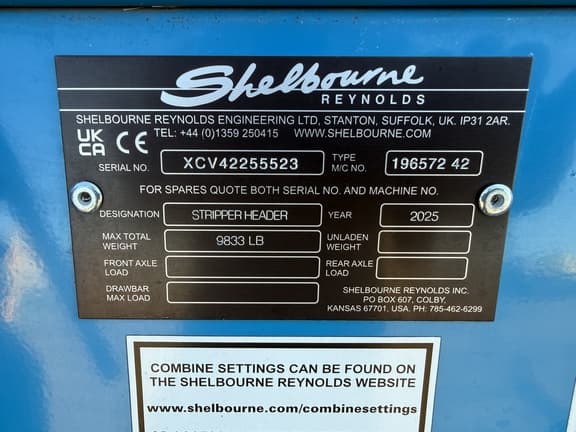 Shelbourne
REYNOLDS
SHELBOURNE REYNOLDS ENGINEERING LTD, STANTON, SUFFOLK, UK. IP31 2AR.
UK CA CE TEL: +44 (0)1359 250415 WWW.SHELBOURNE.COM
SERIAL NO. XCV42255523 TYPE M/C NO. 196572 42
FOR SPARES QUOTE BOTH SERIAL NO. AND MACHINE NO.
DESIGNATION STRIPPER HEADER YEAR 2025
MAX TOTAL WEIGHT 9833 LB UNLADEN WEIGHT
FRONT AXLE LOAD REAR AXLE LOAD
DRAWBAR MAX LOAD
SHELBOURNE REYNOLDS INC.
PO BOX 607, COLBY,
KANSAS 67701, USA. PH: 785-462-6299
COMBINE SETTINGS CAN BE FOUND ON
THE SHELBOURNE REYNOLDS WEBSITE
www.shelbourne.com/combinesettings